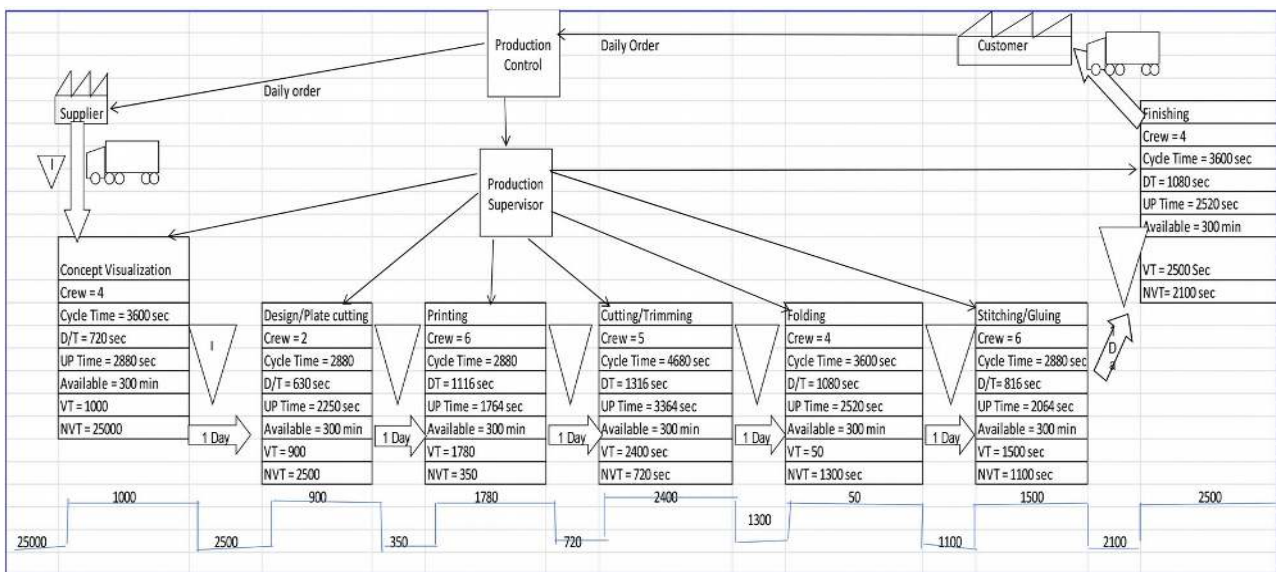 Production
Control
Daily Order
Customer
Daily order
Supplier
I
Production
Supervisor
Finishing
Crew = 4
Cycle Time = 3600 sec
DT = 1080 sec
UP Time = 2520 sec
Available = 300 min
VT = 2500 Sec
NVT= 2100 sec
Concept Visualization
Crew = 4
Cycle Time = 3600 sec
D/T = 720 sec
UP Time = 2880 sec
Available = 300 min
VT = 1000
NVT = 25000
I
1 Day
Design/Plate cutting
Crew = 2
Cycle Time = 2880
D/T = 630 sec
UP Time = 2250 sec
Available = 300 min
VT = 900
NVT = 2500
1 Day
Printing
Crew = 6
Cycle Time = 2880
DT = 1116 sec
UP Time = 1764 sec
Available = 300 min
VT = 1780
NVT = 350
1 Day
Cutting/Trimming
Crew = 5
Cycle Time = 4680 sec
DT = 1316 sec
UP Time = 3364 sec
Available = 300 min
VT = 2400 sec
NVT = 720 sec
1 Day
Folding
Crew = 4
Cycle Time = 3600 sec
D/T = 1080 sec
UP Time = 2520 sec
Available = 300 min
VT = 50
NVT = 1300 sec
1 Day
Stitching/Gluing
Crew = 6
Cycle Time = 2880 sec
D/T = 816 sec
UP Time = 2064 sec
Available = 300 min
VT = 1500 sec
NVT = 1100 sec
1000 900 1780 2400 50 1500 2500
25000 2500 350 720 1300 1100 2100